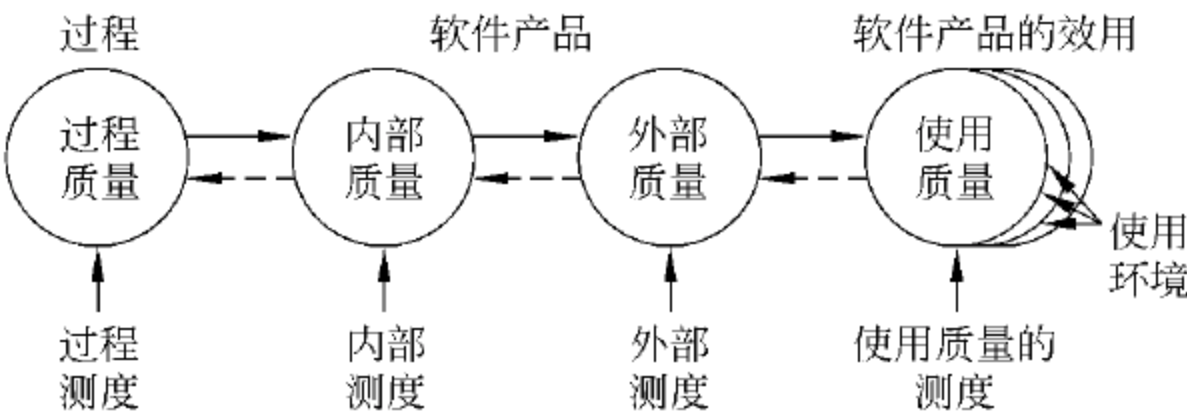 过程
软件产品
软件产品的效用
过程
质量
内部
质量
外部
质量
使用
质量
使用
环境
过程
测度
内部
测度
外部
测度
使用质量的
测度